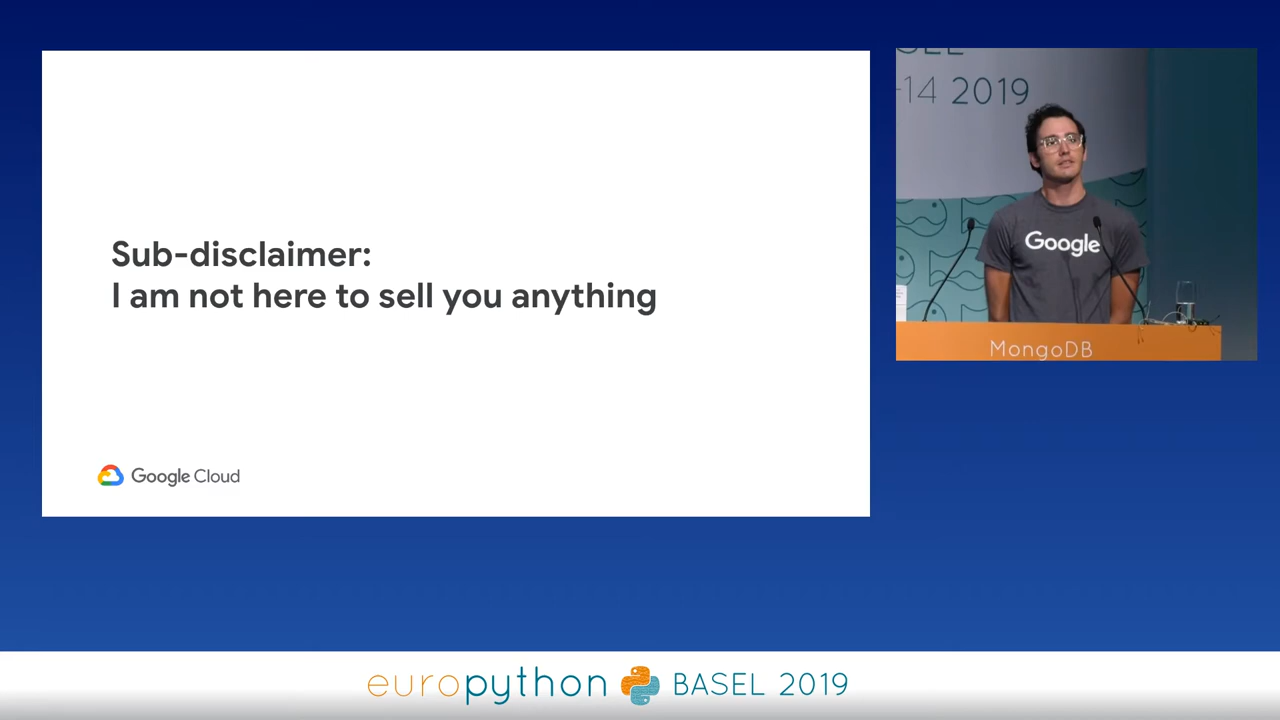 Sub-disclaimer:
I am not here to sell you anything
Google Cloud
14 2019
Google
MongoDB
europython BASEL 2019